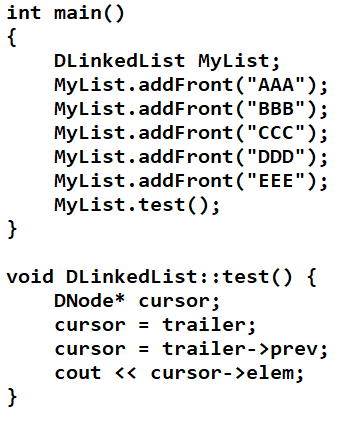 int main()
{
    DLinkedList MyList;
    MyList.addFront("AAA");
    MyList.addFront("BBB");
    MyList.addFront("CCC");
    MyList.addFront("DDD");
    MyList.addFront("EEE");
    MyList.test();
}

void DLinkedList::test() {
    DNode* cursor;
    cursor = trailer;
    cursor = trailer->prev;
    cout << cursor->elem;
}